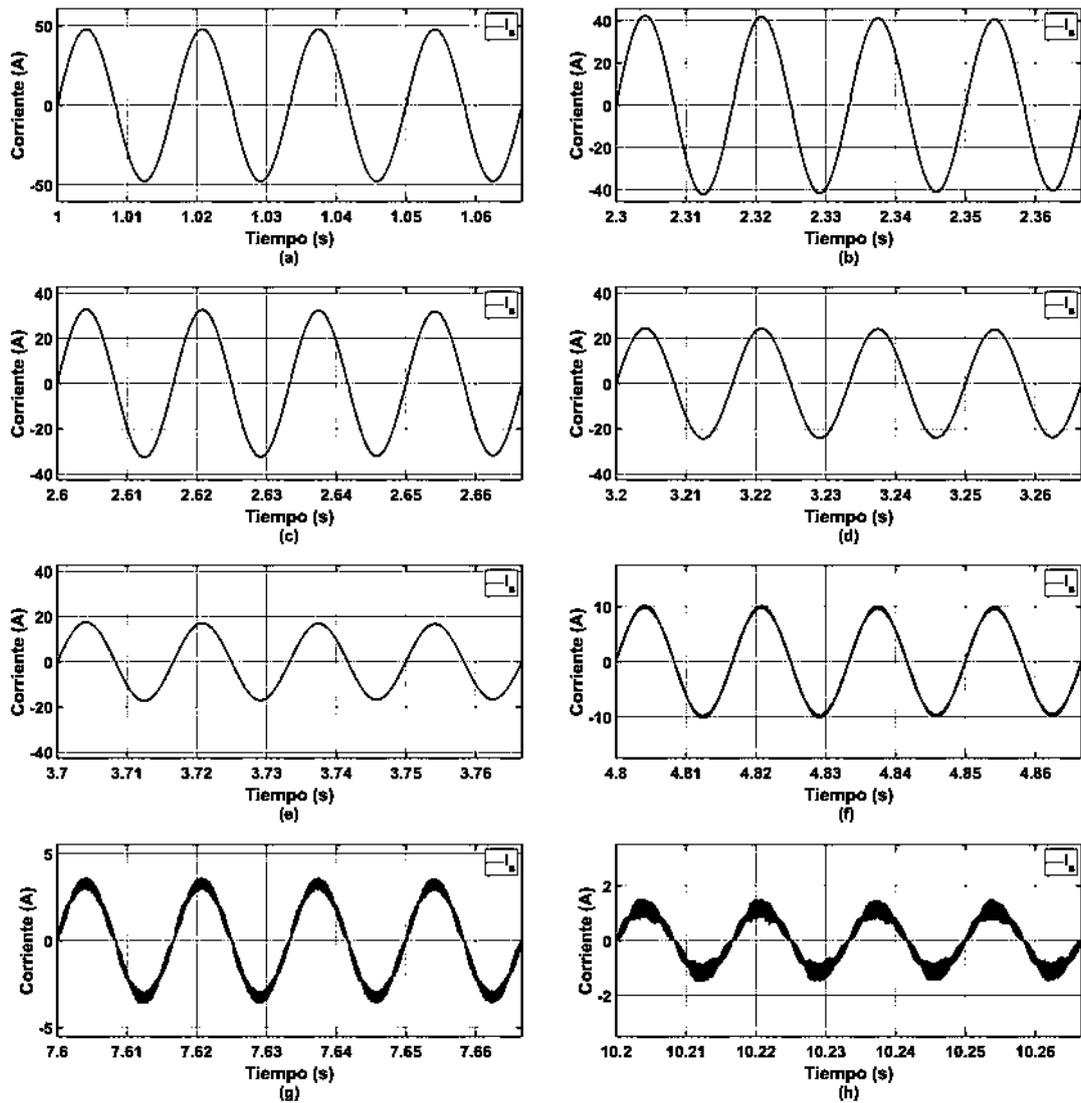 I_s
Corriente (A)
50
0
-50
1 1.01 1.02 1.03 1.04 1.05 1.06
Tiempo (s)
(a)
I_s
Corriente (A)
40
20
0
-20
-40
2.3 2.31 2.32 2.33 2.34 2.35 2.36
Tiempo (s)
(b)
I_s
Corriente (A)
40
20
0
-20
-40
2.6 2.61 2.62 2.63 2.64 2.65 2.66
Tiempo (s)
(c)
I_s
Corriente (A)
40
20
0
-20
-40
3.2 3.21 3.22 3.23 3.24 3.25 3.26
Tiempo (s)
(d)
I_s
Corriente (A)
40
20
0
-20
-40
3.7 3.71 3.72 3.73 3.74 3.75 3.76
Tiempo (s)
(e)
I_s
Corriente (A)
10
0
-10
4.8 4.81 4.82 4.83 4.84 4.85 4.86
Tiempo (s)
(f)
I_s
Corriente (A)
5
0
-5
7.6 7.61 7.62 7.63 7.64 7.65 7.66
Tiempo (s)
(g)
I_s
Corriente (A)
2
0
-2
10.2 10.21 10.22 10.23 10.24 10.25 10.26
Tiempo (s)
(h)